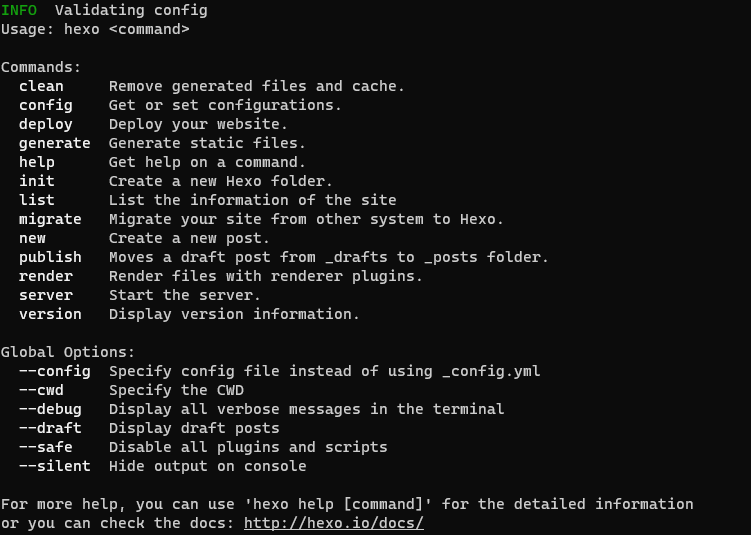 INFO  Validating config
Usage: hexo <command>

Commands:
  clean     Remove generated files and cache.
  config    Get or set configurations.
  deploy    Deploy your website.
  generate  Generate static files.
  help      Get help on a command.
  init      Create a new Hexo folder.
  list      List the information of the site
  migrate   Migrate your site from other system to Hexo.
  new       Create a new post.
  publish   Moves a draft post from _drafts to _posts folder.
  render    Render files with renderer plugins.
  server    Start the server.
  version   Display version information.

Global Options:
  --config  Specify config file instead of using _config.yml
  --cwd     Specify the CWD
  --debug   Display all verbose messages in the terminal
  --draft   Display draft posts
  --safe    Disable all plugins and scripts
  --silent  Hide output on console

For more help, you can use 'hexo help [command]' for the detailed information
or you can check the docs: http://hexo.io/docs/